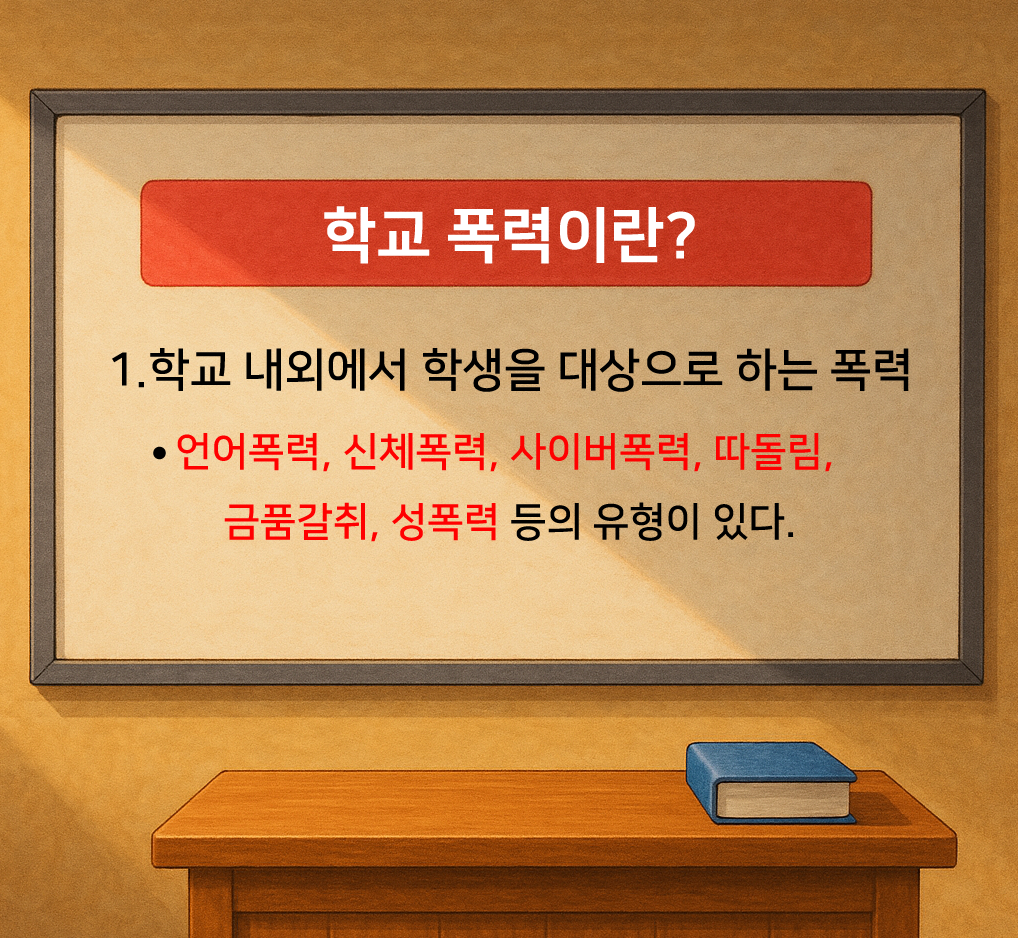 학교 폭력이란?
1.학교 내외에서 학생을 대상으로 하는 폭력
• 언어폭력, 신체폭력, 사이버폭력, 따돌림,
금품갈취, 성폭력 등의 유형이 있다.